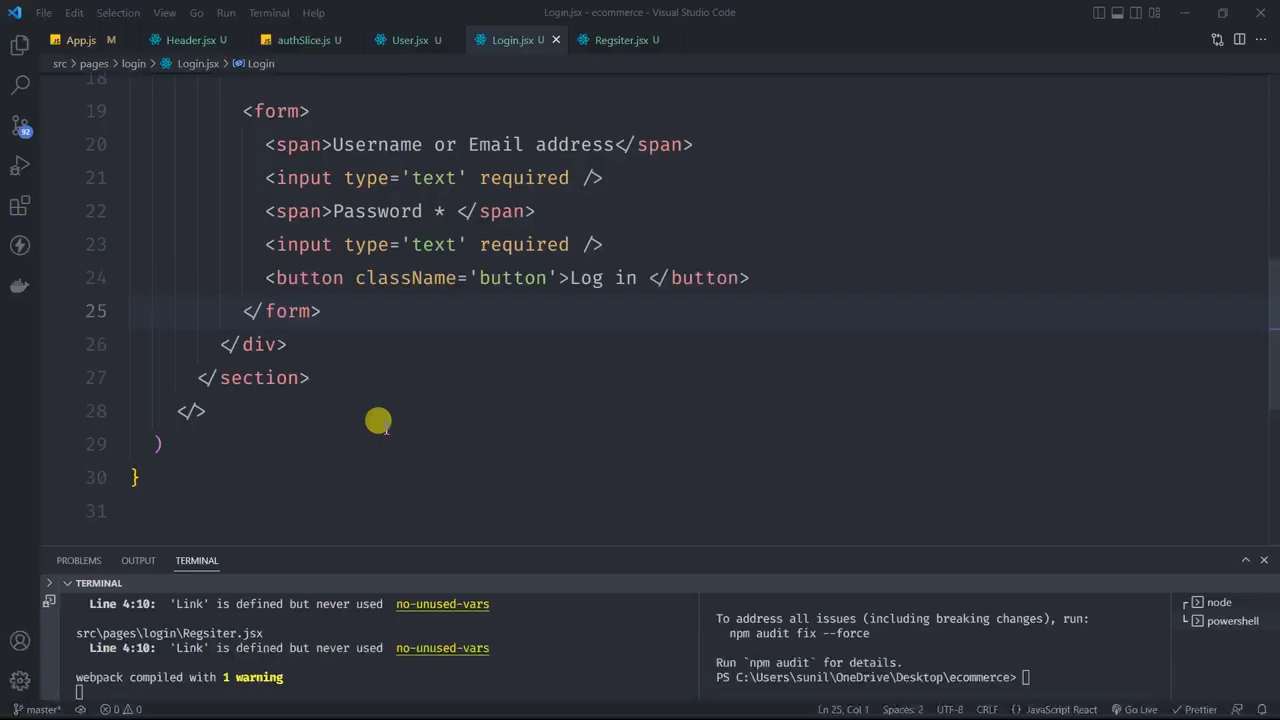 File Edit Selection View Go Run Terminal Help Login.jsx - ecommerce - Visual Studio Code
App.js M Header.jsx U authSlice.js U User.jsx U Login.jsx U Regsiter.jsx U
src > pages > login > Login.jsx > Login
18
19 <form>
20 <span>Username or Email address</span>
21 <input type='text' required />
22 <span>Password * </span>
23 <input type='text' required />
24 <button className='button'>Log in </button>
25 </form>
26 </div>
27 </section>
28 </>
29 )
30 }
31
92
PROBLEMS OUTPUT TERMINAL
TERMINAL
Line 4:10: 'Link' is defined but never used no-unused-vars
src\pages\login\Regsiter.jsx
Line 4:10: 'Link' is defined but never used no-unused-vars
webpack compiled with 1 warning
To address all issues (including breaking changes), run:
npm audit fix --force
Run `npm audit` for details.
PS C:\Users\sunil\OneDrive\Desktop\ecommerce>
node
powershell
master* 0 0 Ln 25, Col 1 Spaces: 2 UTF-8 CRLF JavaScript React Go Live Prettier